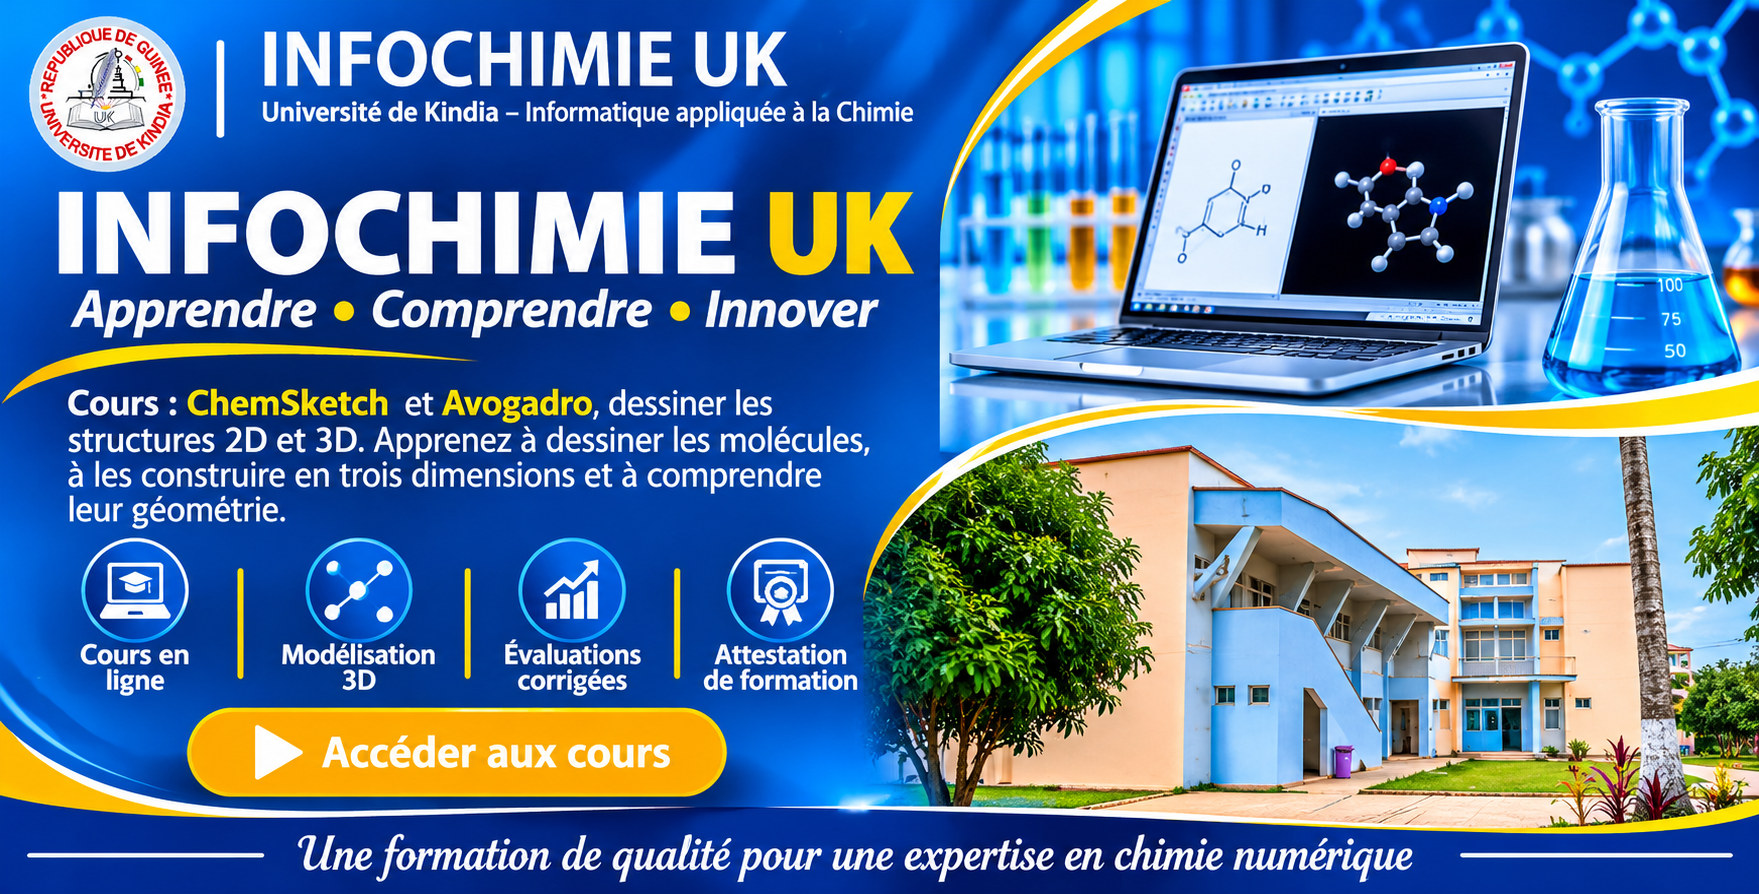 REPUBLIQUE DE GUINEE
UNIVERSITE DE KINDIA
UK
INFOCHIMIE UK
Université de Kindia – Informatique appliquée à la Chimie
INFOCHIMIE UK
Apprendre • Comprendre • Innover
Cours : ChemSketch et Avogadro, dessiner les
structures 2D et 3D. Apprenez à dessiner les molécules,
à les construire en trois dimensions et à comprendre
leur géométrie.
Cours en
ligne
Modélisation
3D
Évaluations
corrigées
Attestation
de formation
Accéder aux cours
O
H
O
100
75
50
Une formation de qualité pour une expertise en chimie numérique